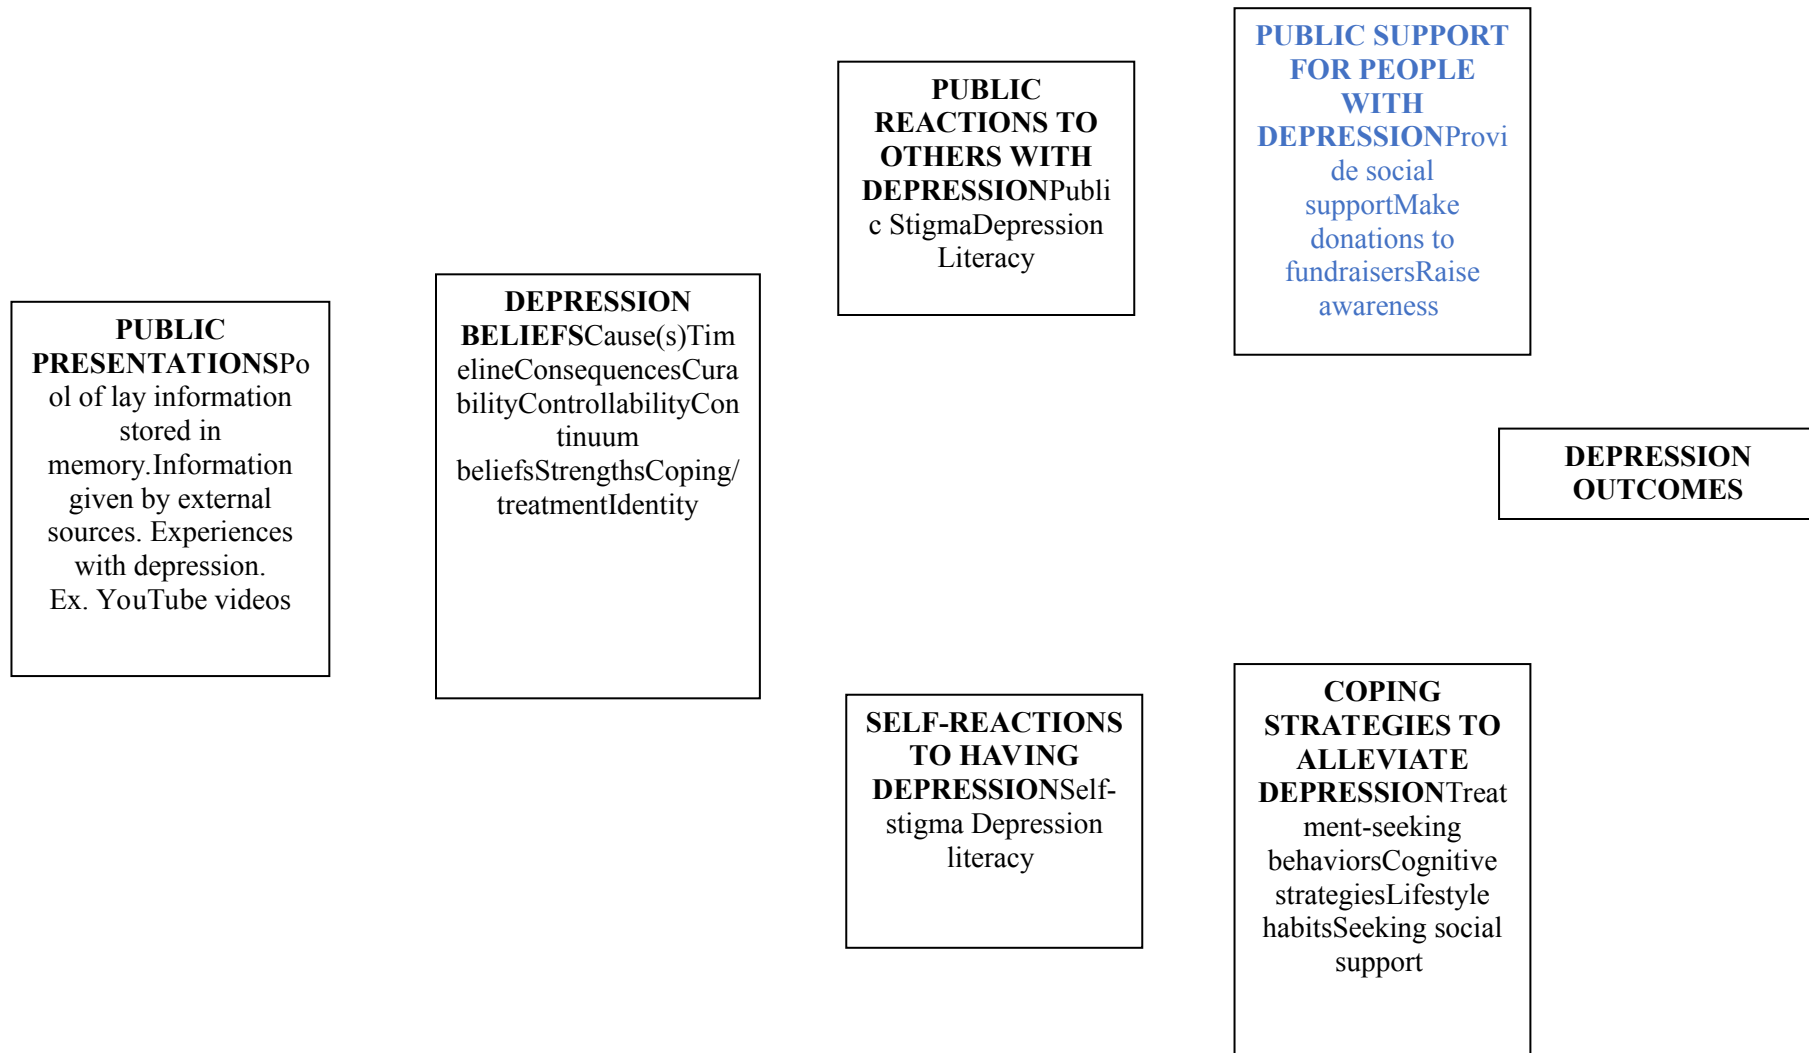 PUBLIC
PRESENTATIONSPo
ol of lay information
stored in
memory.Information
given by external
sources. Experiences
with depression.
Ex. YouTube videos
DEPRESSION
BELIEFSCause(s)Tim
elineConsequencesCura
bilityControllabilityCon
tinuum
beliefsStrengthsCoping/
treatmentIdentity
PUBLIC
REACTIONS TO
OTHERS WITH
DEPRESSIONPubli
c StigmaDepression
Literacy
SELF-REACTIONS
TO HAVING
DEPRESSIONSelf-
stigma Depression
literacy
PUBLIC SUPPORT
FOR PEOPLE
WITH
DEPRESSIONProvi
de social
supportMake
donations to
fundraisersRaise
awareness
COPING
STRATEGIES TO
ALLEVIATE
DEPRESSIONTreat
ment-seeking
behaviorsCognitive
strategiesLifestyle
habitsSeeking social
support
DEPRESSION
OUTCOMES